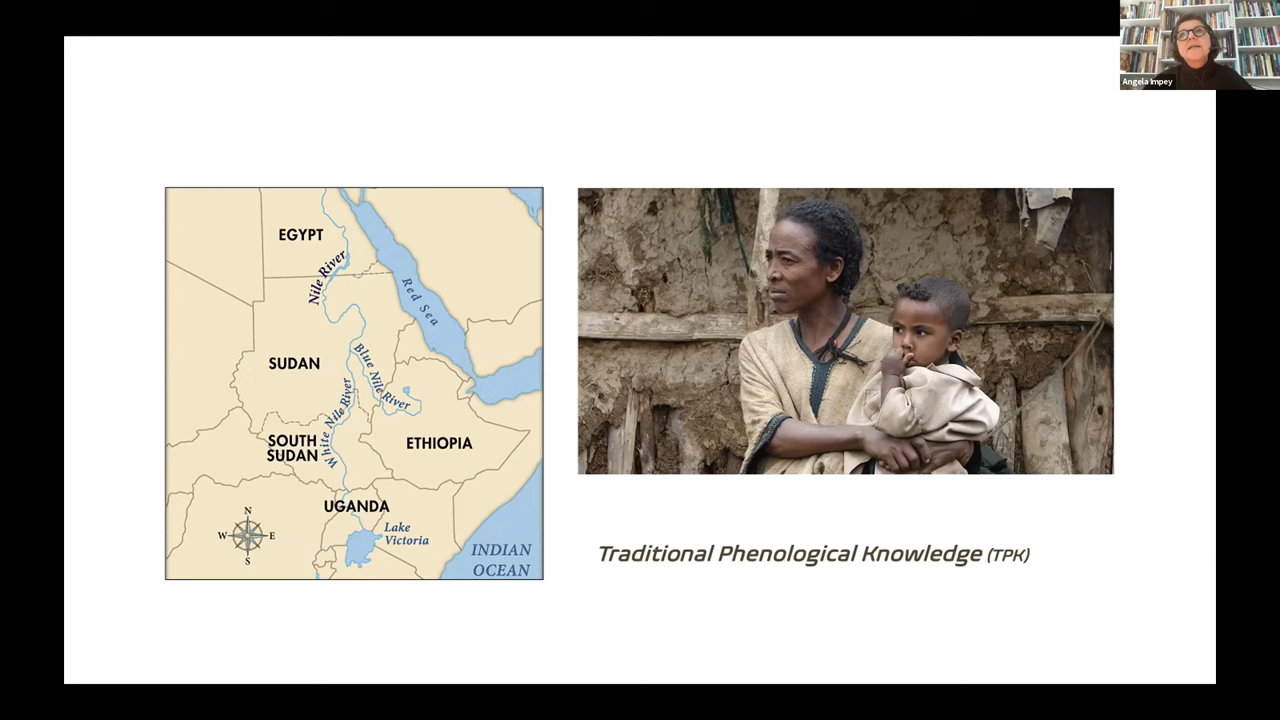 Angela Impey
EGYPT
Nile River
Red Sea
SUDAN
Blue Nile River
White Nile River
SOUTH
SUDAN
ETHIOPIA
UGANDA
Lake
Victoria
N
W
E
S
INDIAN
OCEAN
Traditional Phenological Knowledge (TPK)